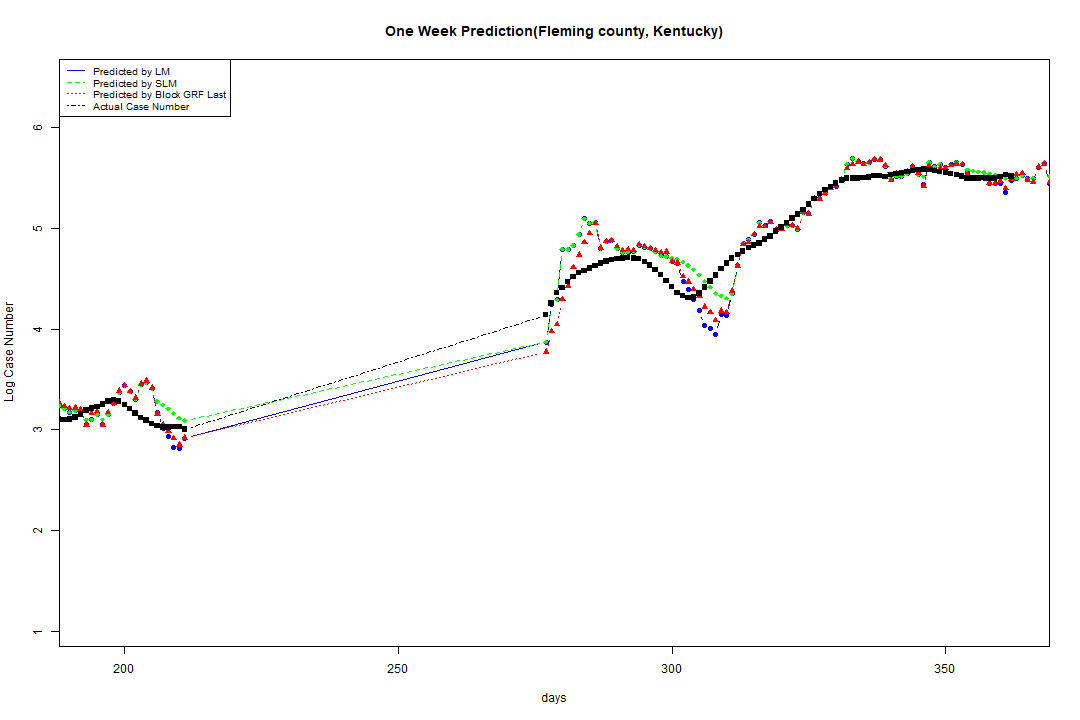 One Week Prediction(Fleming county, Kentucky)
Predicted by LM
Predicted by SLM
Predicted by Block GRF Last
Actual Case Number
6
5
4
3
2
1
Log Case Number
200
250
300
350
days